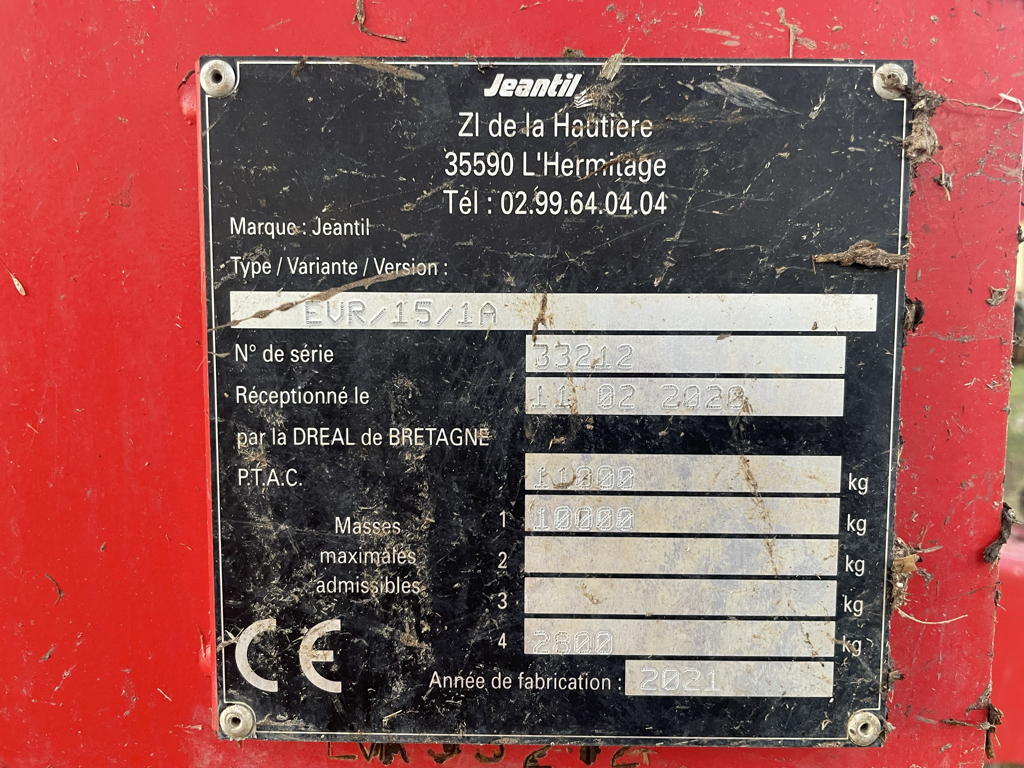 Jeantil
ZI de la Hautière
35590 L'Hermitage
Tél : 02.99.64.04.04
Marque : Jeantil
Type / Variante / Version :
EVR/15/1A
N° de série 33212
Réceptionné le 11 02 2020
par la DREAL de BRETAGNE
P.T.A.C. 11000 kg
Masses maximales admissibles
1 10000 kg
2 kg
3 kg
4 2800 kg
CE
Année de fabrication : 2021